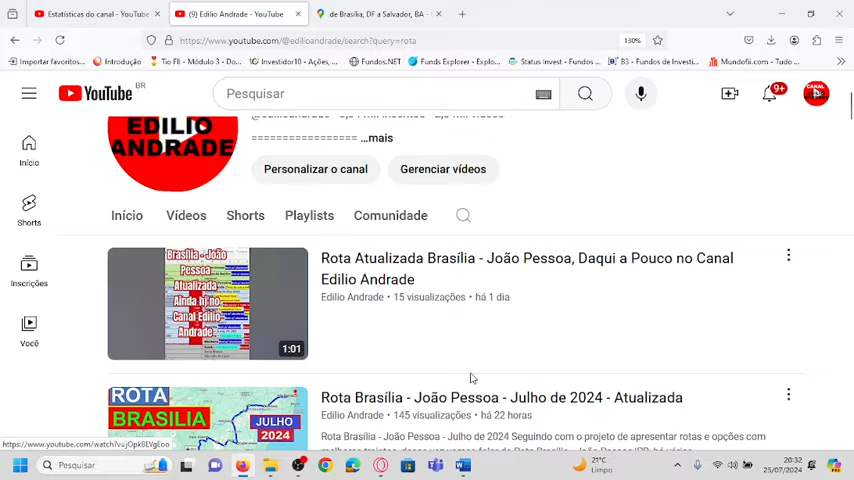 Estatísticas do canal - YouTube
(9) Edilio Andrade - YouTube
de Brasília, DF a Salvador, BA -
https://www.youtube.com/@edilioandrade/search?query=rota
130%
Importar favoritos...
Introdução
Tio FII - Módulo 3 - Do...
Investidor10 - Ações, ...
Fundos.NET
Funds Explorer - Explo...
Status Invest - Fundos ...
B3 - Fundos de Investi...
Mundofii.com - Tudo ...
YouTube BR
Pesquisar
9+
CANAL
EDILIO
ANDRADE
================= ...mais
Personalizar o canal
Gerenciar vídeos
Início
Shorts
Inscrições
Você
Início Vídeos Shorts Playlists Comunidade
Brasília - João
Pessoa
Atualizada
Ainda hj no
Canal Edilio
Andrade
1:01
Rota Atualizada Brasília - João Pessoa, Daqui a Pouco no Canal
Edilio Andrade
Edilio Andrade • 15 visualizações • há 1 dia
ROTA
BRASILIA
JULHO
2024
Rota Brasília - João Pessoa - Julho de 2024 - Atualizada
Edilio Andrade • 145 visualizações • há 22 horas
Rota Brasília - João Pessoa - Julho de 2024 Seguindo com o projeto de apresentar rotas e opções com
https://www.youtube.com/watch?v=jOpk8LVgEoo
Pesquisar
21°C
Limpo
20:32
25/07/2024